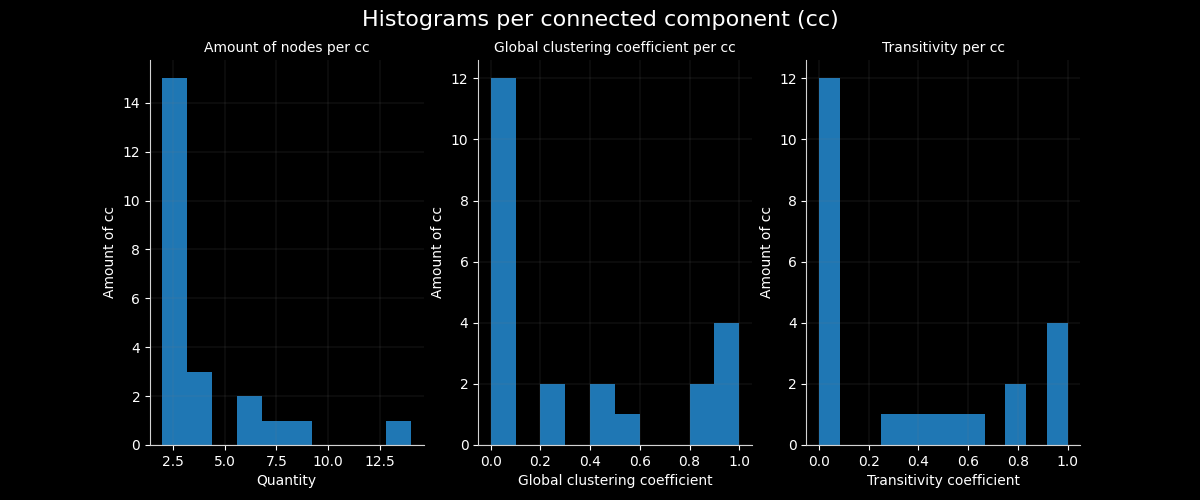 Histograms per connected component (cc)
Amount of nodes per cc
Amount of cc
14
12
10
8
6
4
2
0
2.5 5.0 7.5 10.0 12.5
Quantity
Global clustering coefficient per cc
Amount of cc
12
10
8
6
4
2
0
0.0 0.2 0.4 0.6 0.8 1.0
Global clustering coefficient
Transitivity per cc
Amount of cc
12
10
8
6
4
2
0
0.0 0.2 0.4 0.6 0.8 1.0
Transitivity coefficient